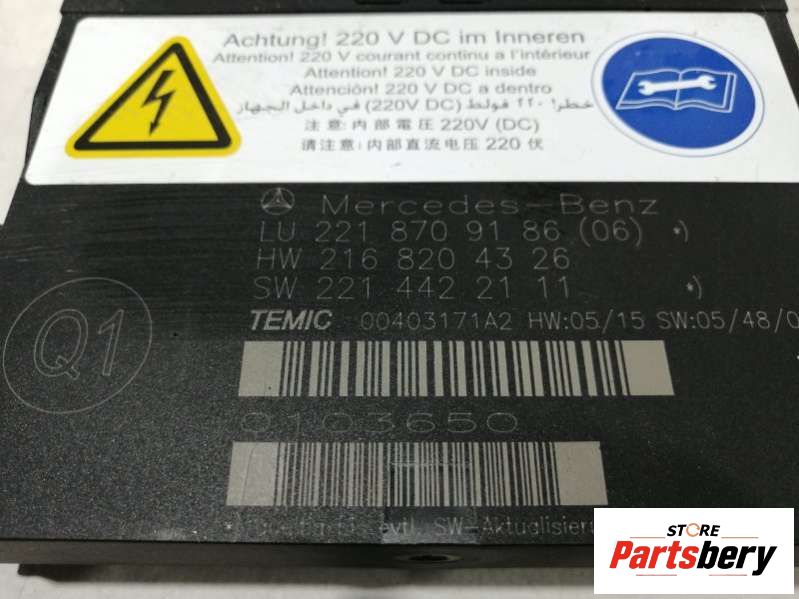 Achtung! 220 V DC im Inneren
Attention! 220 V courant continu a l'intérieur
Attention! 220 V DC inside
Atención! 220 V DC a dentro
خطر! ٢٢٠ فولط (220V DC) في داخل الجهاز
注意: 内部電圧 220V (DC)
请注意: 内部直流电压 220 伏
Mercedes-Benz
LU 221 870 91 86 (06) *)
HW 216 820 43 26
SW 221 442 21 11 *)
Q1
TEMIC 00403171A2 HW:05/15 SW:05/48/0
0103650
evtl. SW-Aktualisieru
STORE
Partsbery